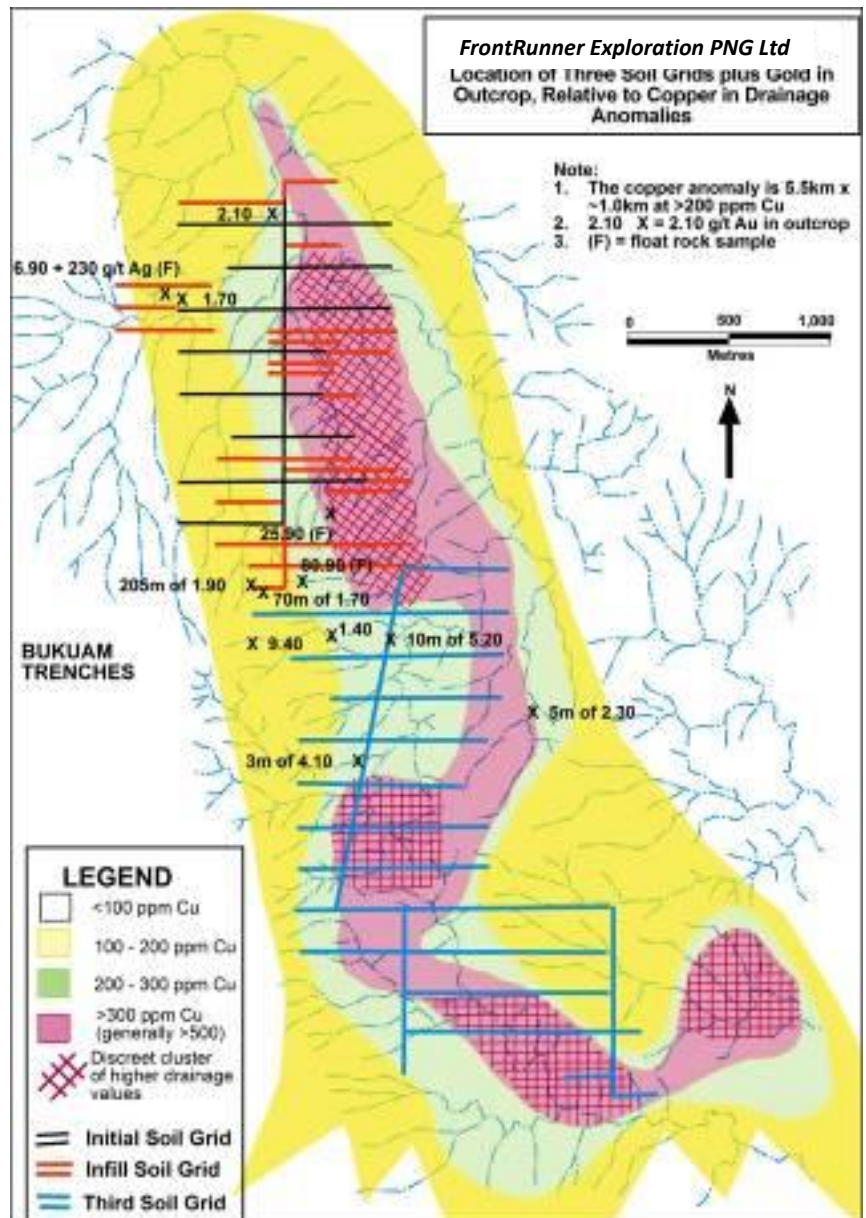 FrontRunner Exploration PNG Ltd
Location of Three Soil Grids plus Gold in
Outcrop, Relative to Copper in Drainage
Anomalies
Note:
1. The copper anomaly is 5.5km x
~1.0km at >200 ppm Cu
2. 2.10 X = 2.10 g/t Au in outcrop
3. (F) = float rock sample
0 500 1,000
Metres
N
2.10 X
6.90 + 230 g/t Ag (F)
X X 1.70
X
25.90 (F)
80.90 (F)
205m of 1.90 X X X
70m of 1.70
X 9.40
X 1.40
X 10m of 5.20
BUKUAM
TRENCHES
X 5m of 2.30
3m of 4.10 X
LEGEND
<100 ppm Cu
100 - 200 ppm Cu
200 - 300 ppm Cu
>300 ppm Cu
(generally >500)
Discreet cluster
of higher drainage
values
Initial Soil Grid
Infill Soil Grid
Third Soil Grid